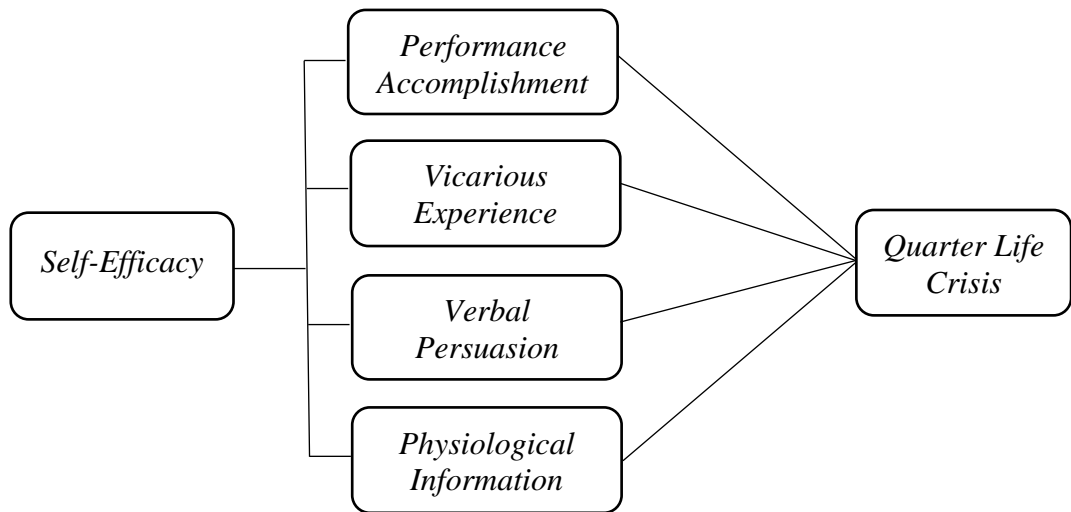 Self-Efficacy
Performance
Accomplishment
Vicarious
Experience
Verbal
Persuasion
Physiological
Information
Quarter Life
Crisis